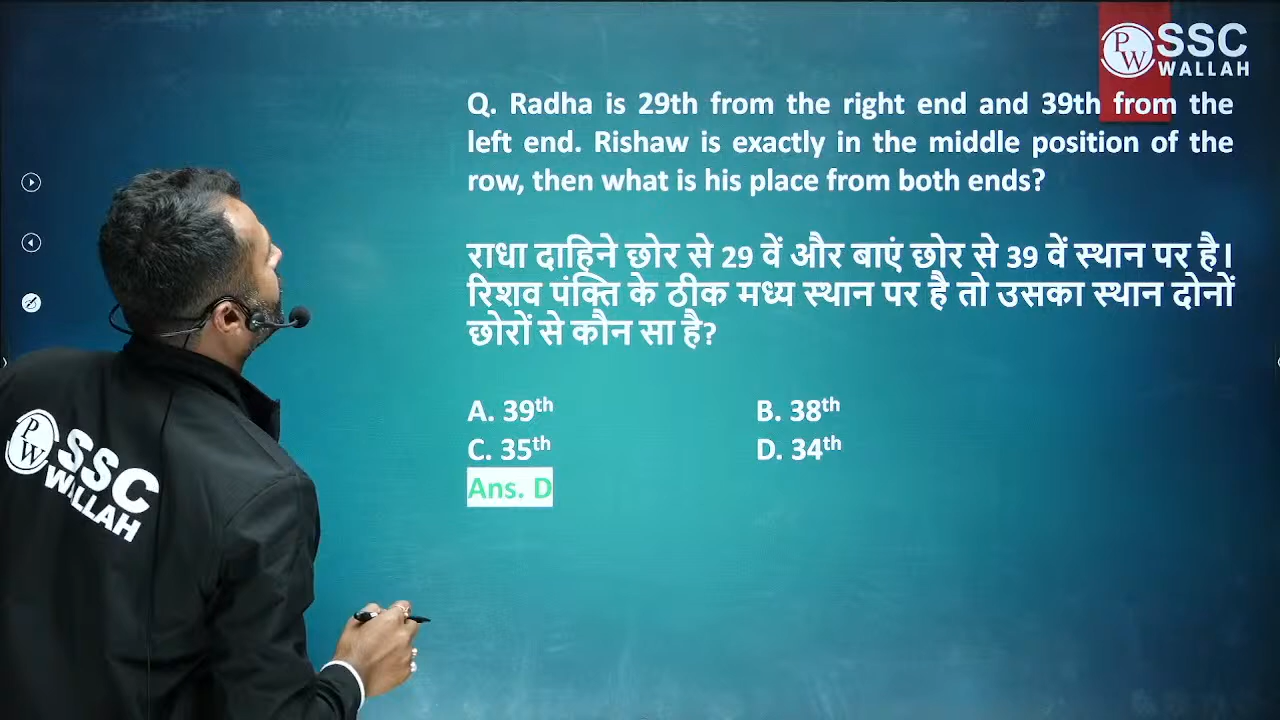 PW SSC
WALLAH
Q. Radha is 29th from the right end and 39th from the
left end. Rishaw is exactly in the middle position of the
row, then what is his place from both ends?
राधा दाहिने छोर से 29 वें और बाएं छोर से 39 वें स्थान पर है।
रिशव पंक्ति के ठीक मध्य स्थान पर है तो उसका स्थान दोनों
छोरों से कौन सा है?
A. 39th B. 38th
C. 35th D. 34th
Ans. D
PW SSC
WALLAH